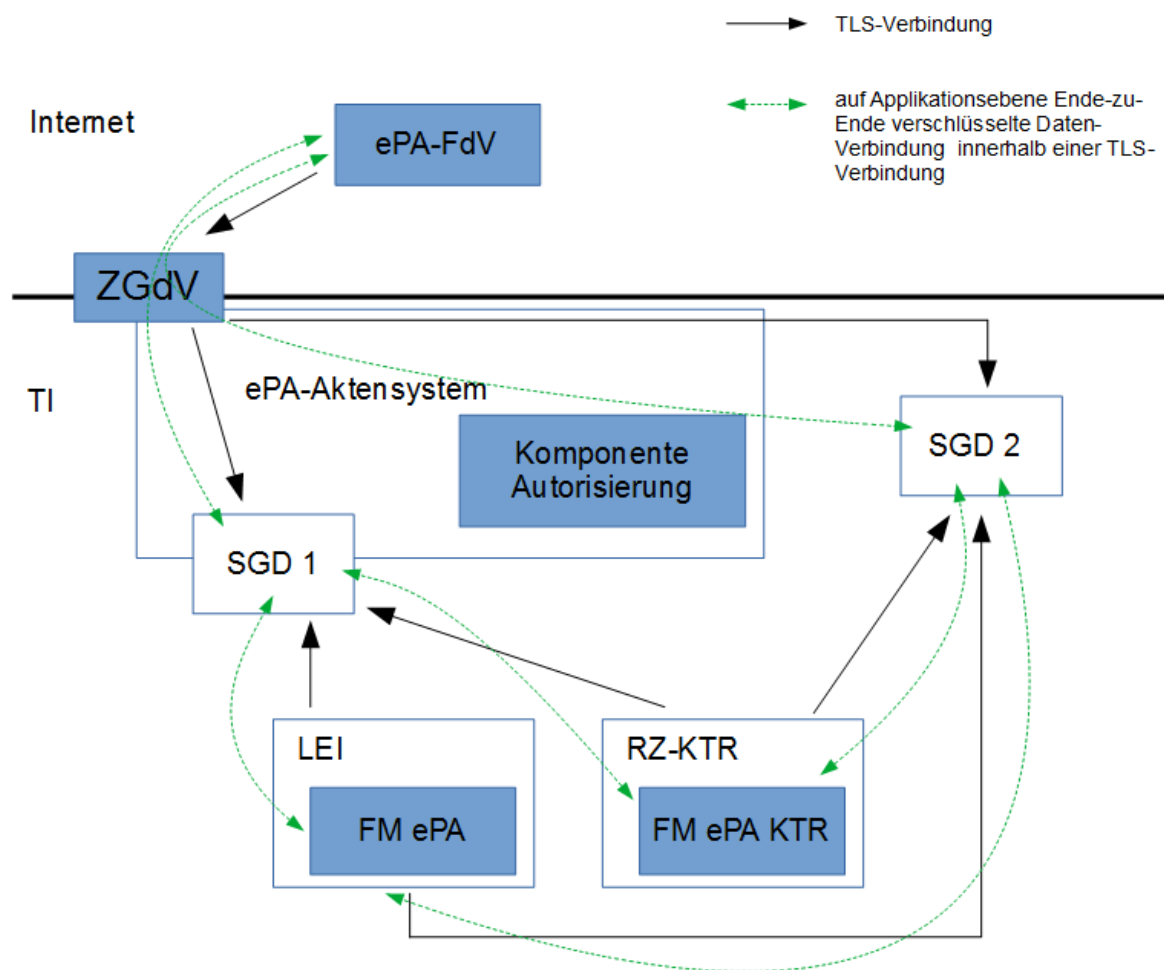 TLS-Verbindung
auf Applikationsebene Ende-zu-
Ende verschlüsselte Daten-
Verbindung innerhalb einer TLS-
Verbindung
Internet
ePA-FdV
ZGdV
TI
ePA-Aktensystem
Komponente
Autorisierung
SGD 2
SGD 1
LEI
FM ePA
RZ-KTR
FM ePA KTR